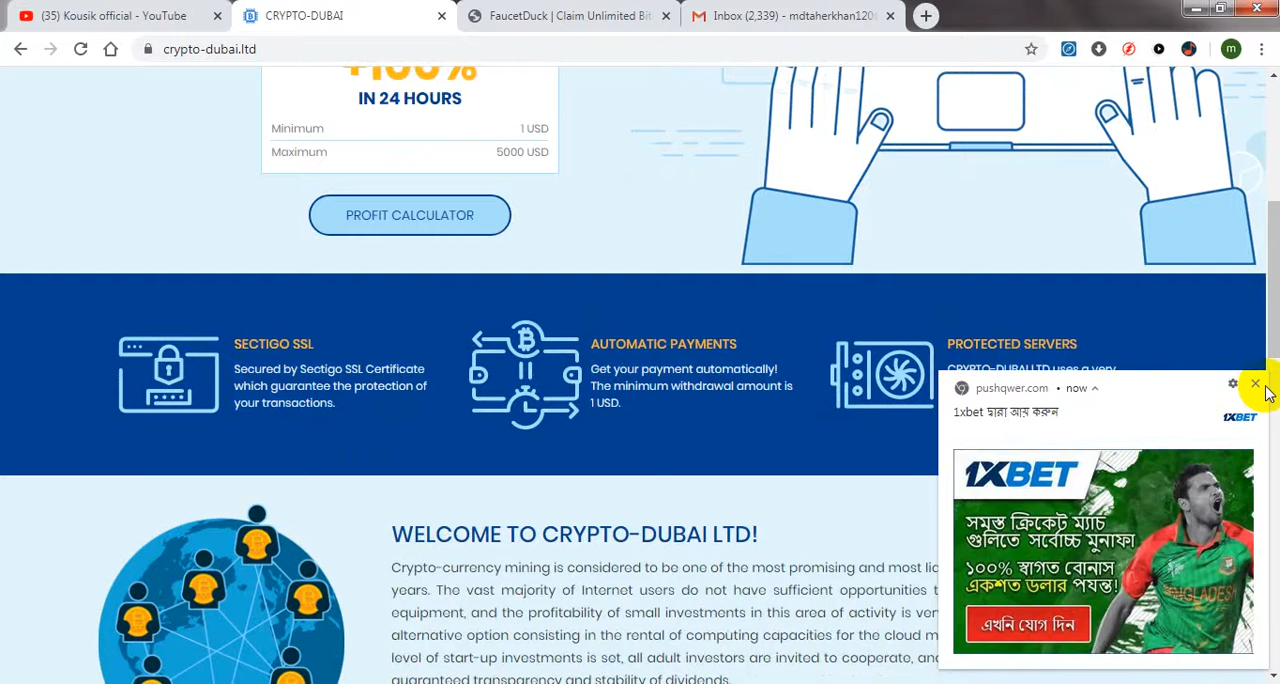 (35) Kousik official - YouTube
CRYPTO-DUBAI
FaucetDuck | Claim Unlimited Bit
Inbox (2,339) - mdtaherkhan120
crypto-dubai.ltd
m
+100%
IN 24 HOURS
Minimum 1 USD
Maximum 5000 USD
PROFIT CALCULATOR
SECTIGO SSL
Secured by Sectigo SSL Certificate
which guarantee the protection of
your transactions.
AUTOMATIC PAYMENTS
Get your payment automatically!
The minimum withdrawal amount is
1 USD.
PROTECTED SERVERS
CRYPTO-DUBAI LTD uses a very
pushqwer.com • now
1xbet দ্বারা আয় করুন
1XBET
1XBET
সমস্ত ক্রিকেট ম্যাচ
গুলিতে সর্বোচ্চ মুনাফা
১০০% স্বাগত বোনাস
একশত ডলার পর্যন্ত!
এখনি যোগ দিন
BANGLADESH
WELCOME TO CRYPTO-DUBAI LTD!
Crypto-currency mining is considered to be one of the most promising and most
years. The vast majority of Internet users do not have sufficient opportunities
equipment, and the profitability of small investments in this area of activity is
alternative option consisting in the rental of computing capacities for the cloud
level of start-up investments is set, all adult investors are invited to cooperate,
guaranteed transparency and stability of dividends.